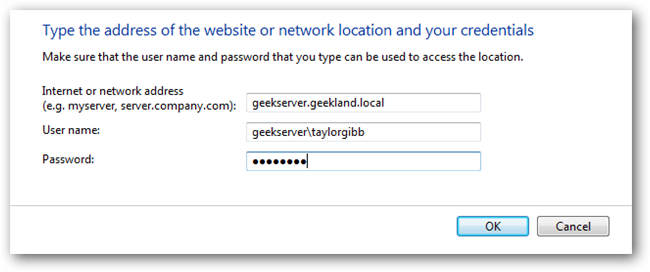 Type the address of the website or network location and your credentials
Make sure that the user name and password that you type can be used to access the location.
Internet or network address
(e.g. myserver, server.company.com):
geekserver.geekland.local
User name:
geekserver\taylorgibb
Password:
●●●●●●●●
OK
Cancel